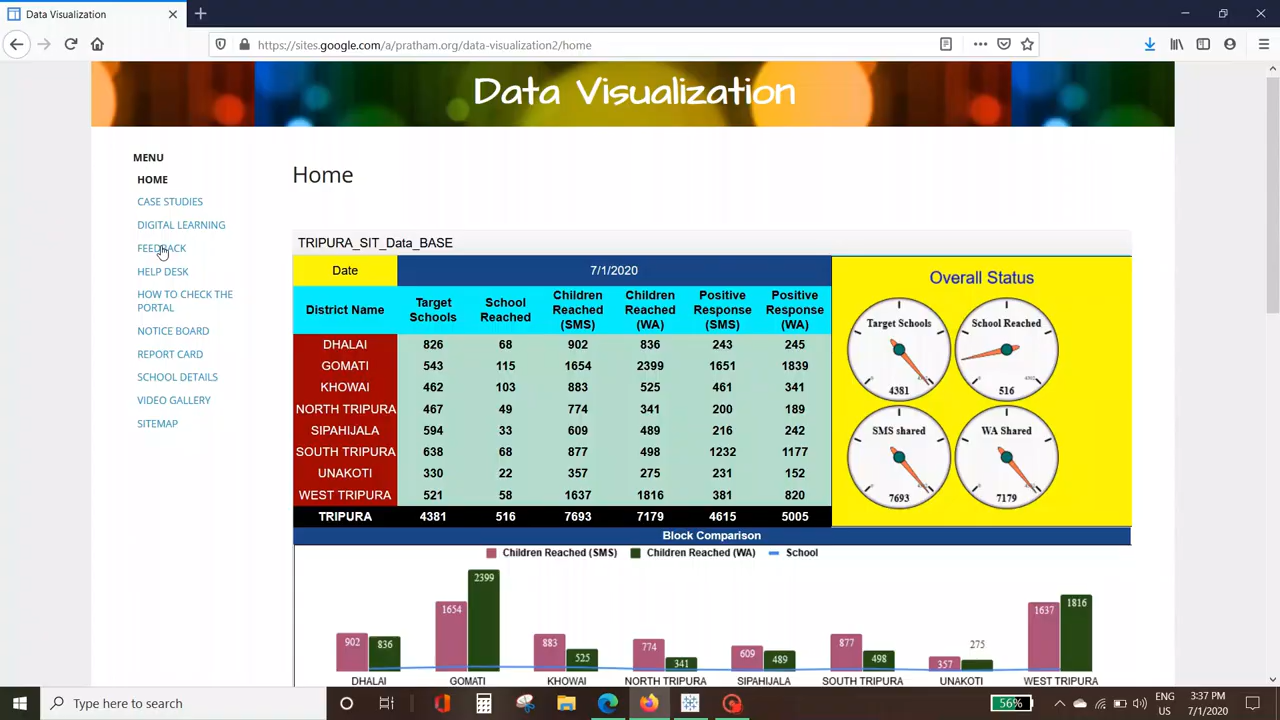 Data Visualization
https://sites.google.com/a/pratham.org/data-visualization2/home
Data Visualization
MENU
HOME
CASE STUDIES
DIGITAL LEARNING
FEEDBACK
HELP DESK
HOW TO CHECK THE
PORTAL
NOTICE BOARD
REPORT CARD
SCHOOL DETAILS
VIDEO GALLERY
SITEMAP
Home
TRIPURA_SIT_Data_BASE
Date 7/1/2020
District Name Target Schools School Reached Children Reached (SMS) Children Reached (WA) Positive Response (SMS) Positive Response (WA)
DHALAI 826 68 902 836 243 245
GOMATI 543 115 1654 2399 1651 1839
KHOWAI 462 103 883 525 461 341
NORTH TRIPURA 467 49 774 341 200 189
SIPAHIJALA 594 33 609 489 216 242
SOUTH TRIPURA 638 68 877 498 1232 1177
UNAKOTI 330 22 357 275 231 152
WEST TRIPURA 521 58 1637 1816 381 820
TRIPURA 4381 516 7693 7179 4615 5005
Overall Status
Target Schools
4381
School Reached
516
SMS shared
7693
WA Shared
7179
Block Comparison
Children Reached (SMS) Children Reached (WA) School
902 836 1654 2399 883 525 774 341 609 489 877 498 357 275 1637 1816
DHALAI GOMATI KHOWAI NORTH TRIPURA SIPAHIJALA SOUTH TRIPURA UNAKOTI WEST TRIPURA
Type here to search
56%
ENG
US
3:37 PM
7/1/2020